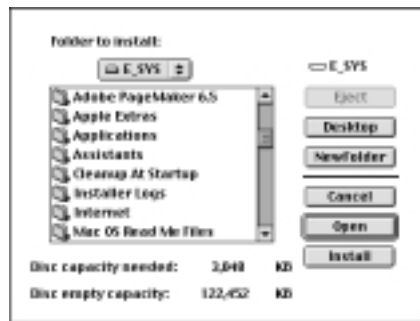 Folder to install:
E_SYS
E_SYS
Adobe PageMaker 6.5
Apple Extras
Applications
Assistants
Cleanup At Startup
Installer Logs
Internet
Mac OS Read Me Files
Eject
Desktop
NewFolder
Cancel
Open
Install
Disc capacity needed: 3,048 KB
Disc empty capacity: 122,452 KB